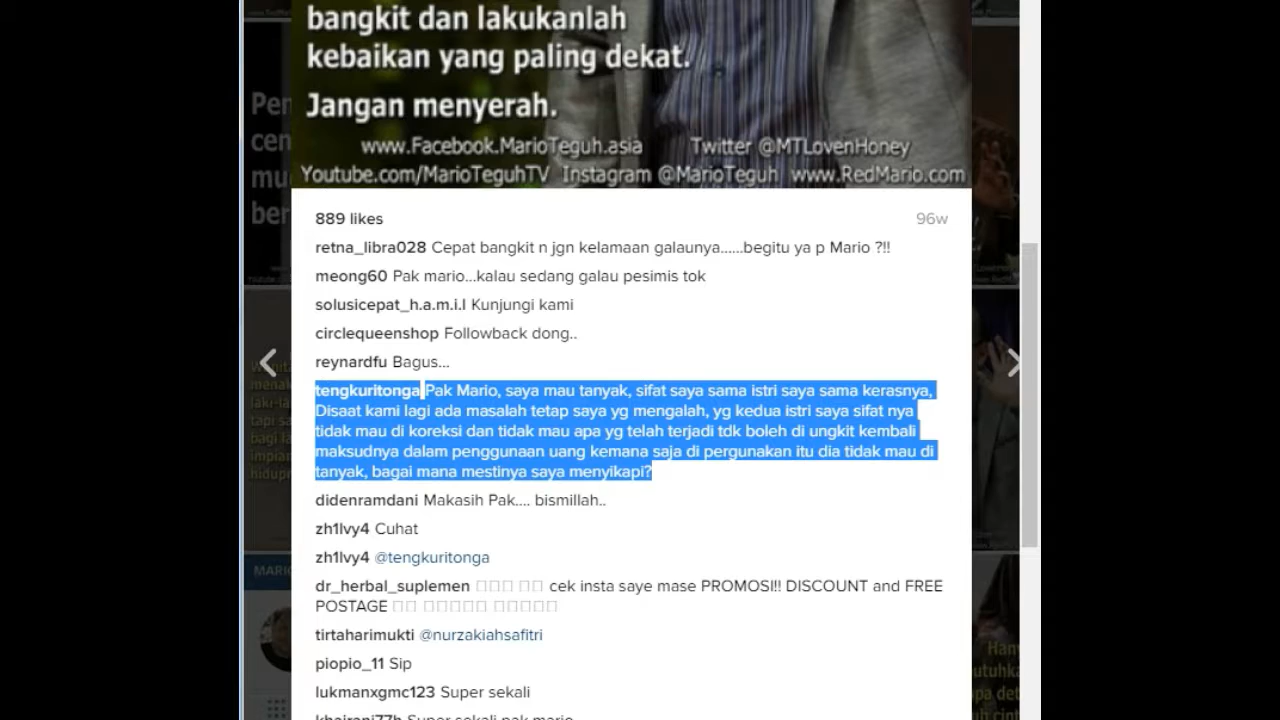 bangkit dan lakukanlah
kebaikan yang paling dekat.
Jangan menyerah.
www.Facebook.MarioTeguh.asia Twitter @MTLovenHoney
Youtube.com/MarioTeguhTV Instagram @MarioTeguh www.RedMario.com
889 likes 96w
retna_libra028 Cepat bangkit n jgn kelamaan galaunya......begitu ya p Mario ?!!
meong60 Pak mario...kalau sedang galau pesimis tok
solusicepat_h.a.m.i.l Kunjungi kami
circlequeenshop Followback dong..
reynardfu Bagus...
tengkuritonga Pak Mario, saya mau tanyak, sifat saya sama istri saya sama kerasnya,
Disaat kami lagi ada masalah tetap saya yg mengalah, yg kedua istri saya sifat nya
tidak mau di koreksi dan tidak mau apa yg telah terjadi tdk boleh di ungkit kembali
maksudnya dalam penggunaan uang kemana saja di pergunakan itu dia tidak mau di
tanyak, bagai mana mestinya saya menyikapi?
didenramdani Makasih Pak.... bismillah..
zh1lvy4 Cuhat
zh1lvy4 @tengkuritonga
dr_herbal_suplemen cek insta saye mase PROMOSI!! DISCOUNT and FREE
POSTAGE
tirtaharimukti @nurzakiahsafitri
piopio_11 Sip
lukmanxgmc123 Super sekali
khairani77h Super sekali pak mario
MARIO